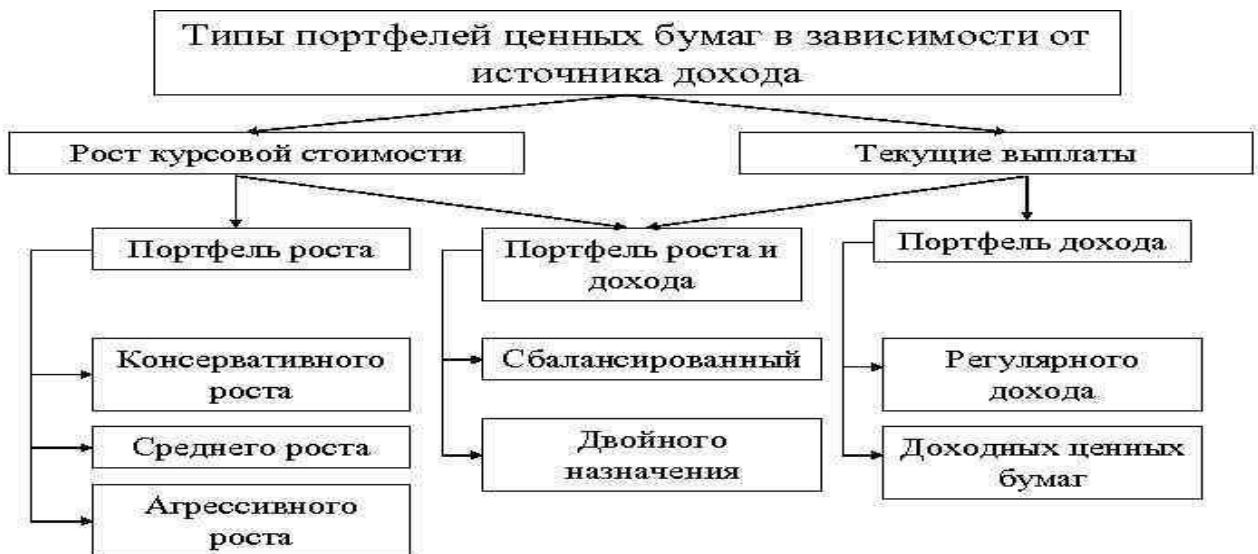 Типы портфелей ценных бумаг в зависимости от
источника дохода
Рост курсовой стоимости
Текущие выплаты
Портфель роста
Портфель роста и
дохода
Портфель дохода
Консервативного
роста
Среднего роста
Агрессивного
роста
Сбалансированный
Двойного
назначения
Регулярного
дохода
Доходных ценных
бумаг